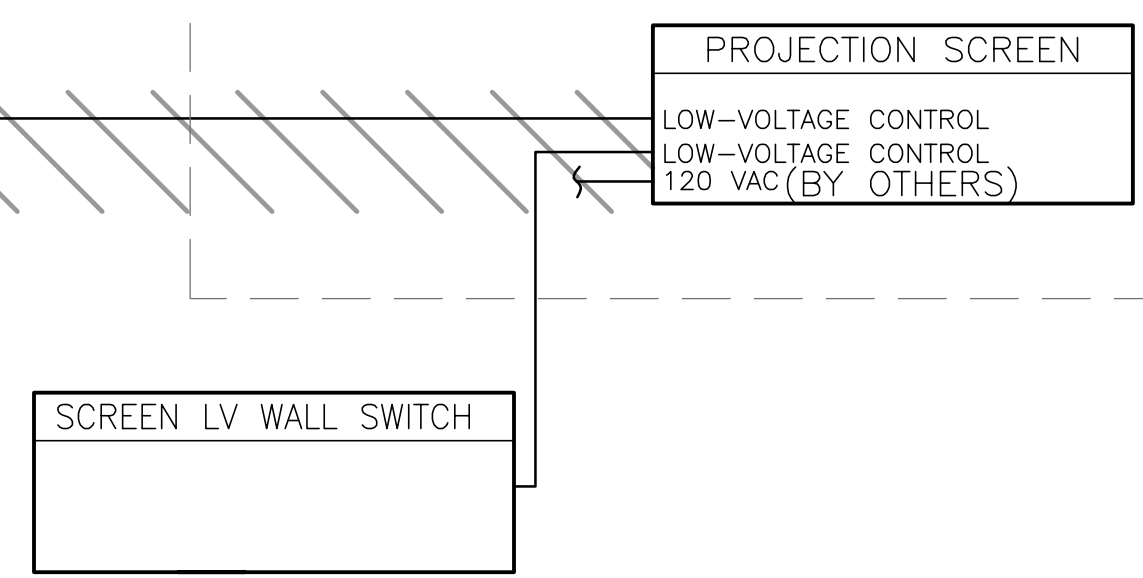 PROJECTION SCREEN
LOW-VOLTAGE CONTROL
LOW-VOLTAGE CONTROL
120 VAC(BY OTHERS)
SCREEN LV WALL SWITCH